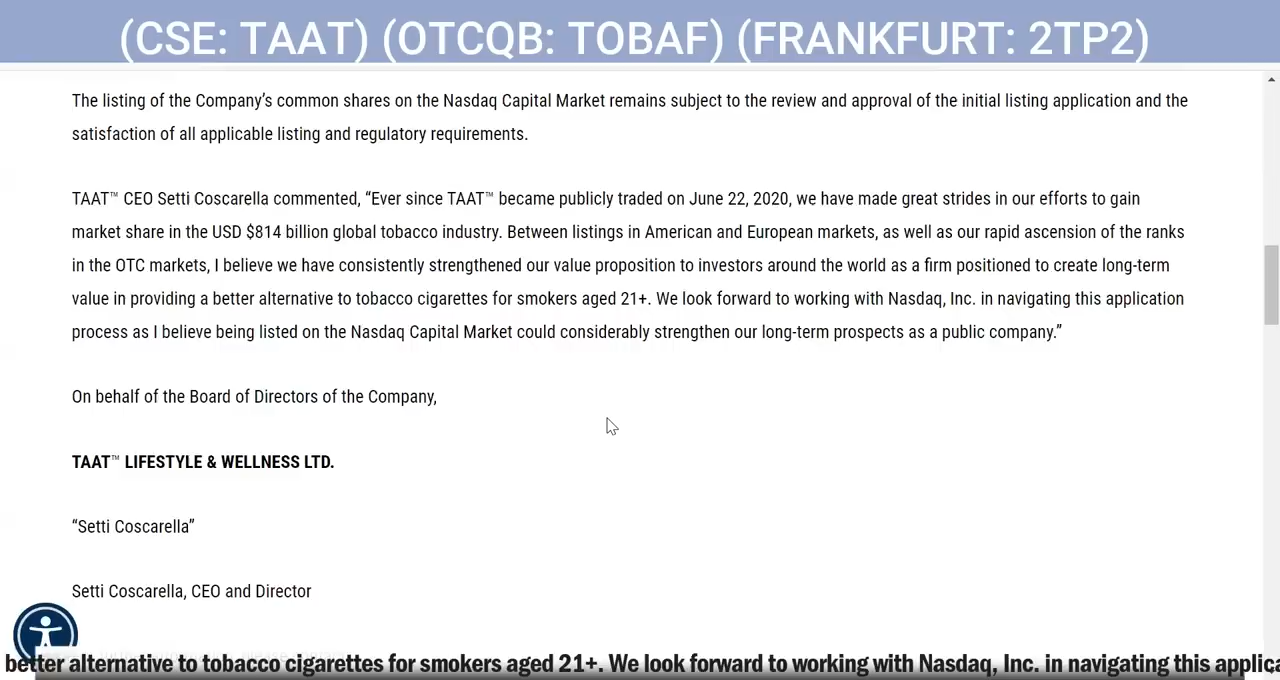 (CSE: TAAT) (OTCQB: TOBAF) (FRANKFURT: 2TP2)
The listing of the Company’s common shares on the Nasdaq Capital Market remains subject to the review and approval of the initial listing application and the
satisfaction of all applicable listing and regulatory requirements.
TAAT™ CEO Setti Coscarella commented, “Ever since TAAT™ became publicly traded on June 22, 2020, we have made great strides in our efforts to gain
market share in the USD $814 billion global tobacco industry. Between listings in American and European markets, as well as our rapid ascension of the ranks
in the OTC markets, I believe we have consistently strengthened our value proposition to investors around the world as a firm positioned to create long-term
value in providing a better alternative to tobacco cigarettes for smokers aged 21+. We look forward to working with Nasdaq, Inc. in navigating this application
process as I believe being listed on the Nasdaq Capital Market could considerably strengthen our long-term prospects as a public company.”
On behalf of the Board of Directors of the Company,
TAAT™ LIFESTYLE & WELLNESS LTD.
“Setti Coscarella”
Setti Coscarella, CEO and Director
better alternative to tobacco cigarettes for smokers aged 21+. We look forward to working with Nasdaq, Inc. in navigating this applica